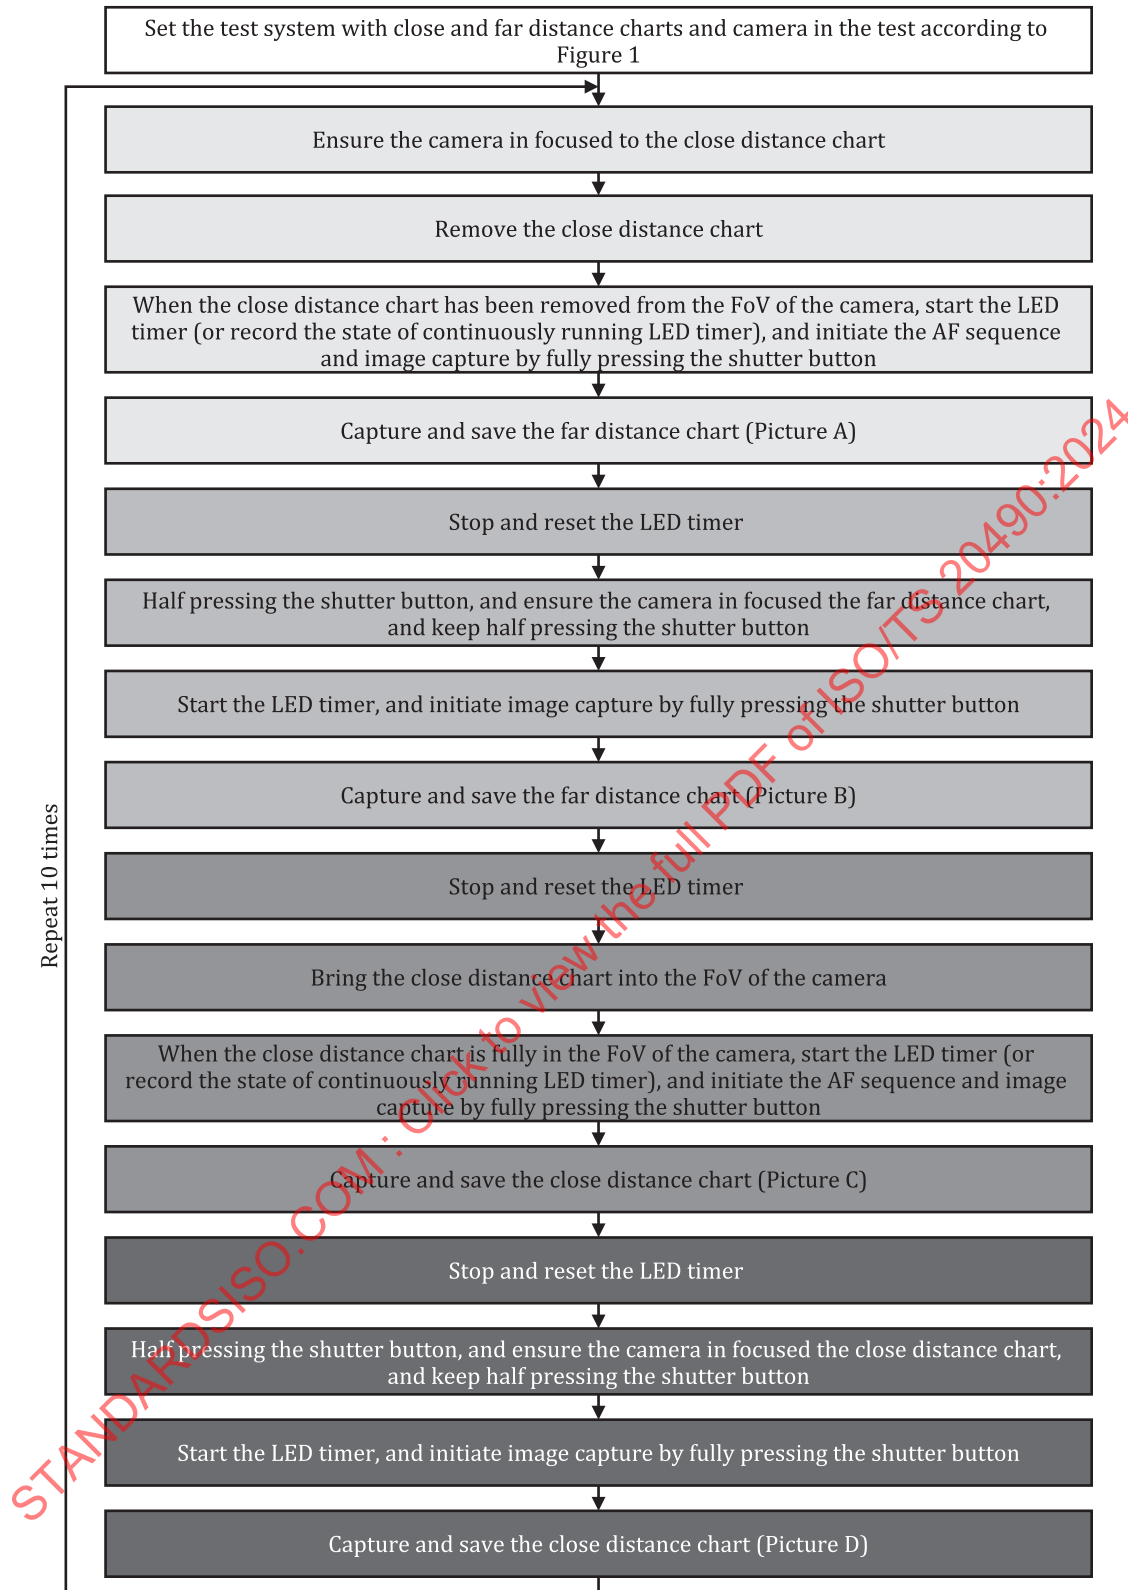 Set the test system with close and far distance charts and camera in the test according to
Figure 1
Ensure the camera in focused to the close distance chart
Remove the close distance chart
When the close distance chart has been removed from the FoV of the camera, start the LED
timer (or record the state of continuously running LED timer), and initiate the AF sequence
and image capture by fully pressing the shutter button
Capture and save the far distance chart (Picture A)
Stop and reset the LED timer
Half pressing the shutter button, and ensure the camera in focused the far distance chart,
and keep half pressing the shutter button
Start the LED timer, and initiate image capture by fully pressing the shutter button
Capture and save the far distance chart (Picture B)
Stop and reset the LED timer
Bring the close distance chart into the FoV of the camera
When the close distance chart is fully in the FoV of the camera, start the LED timer (or
record the state of continuously running LED timer), and initiate the AF sequence and image
capture by fully pressing the shutter button
Capture and save the close distance chart (Picture C)
Stop and reset the LED timer
Half pressing the shutter button, and ensure the camera in focused the close distance chart,
and keep half pressing the shutter button
Start the LED timer, and initiate image capture by fully pressing the shutter button
Capture and save the close distance chart (Picture D)
Repeat 10 times
STANDARDSISO.COM : Click to view the full PDF of ISO/TS 20490:2024